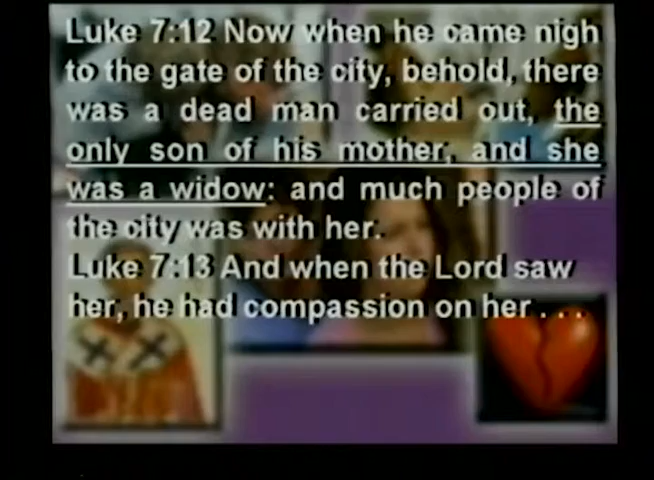 Luke 7:12 Now when he came nigh
to the gate of the city, behold, there
was a dead man carried out, the
only son of his mother, and she
was a widow: and much people of
the city was with her.
Luke 7:13 And when the Lord saw
her, he had compassion on her . . .